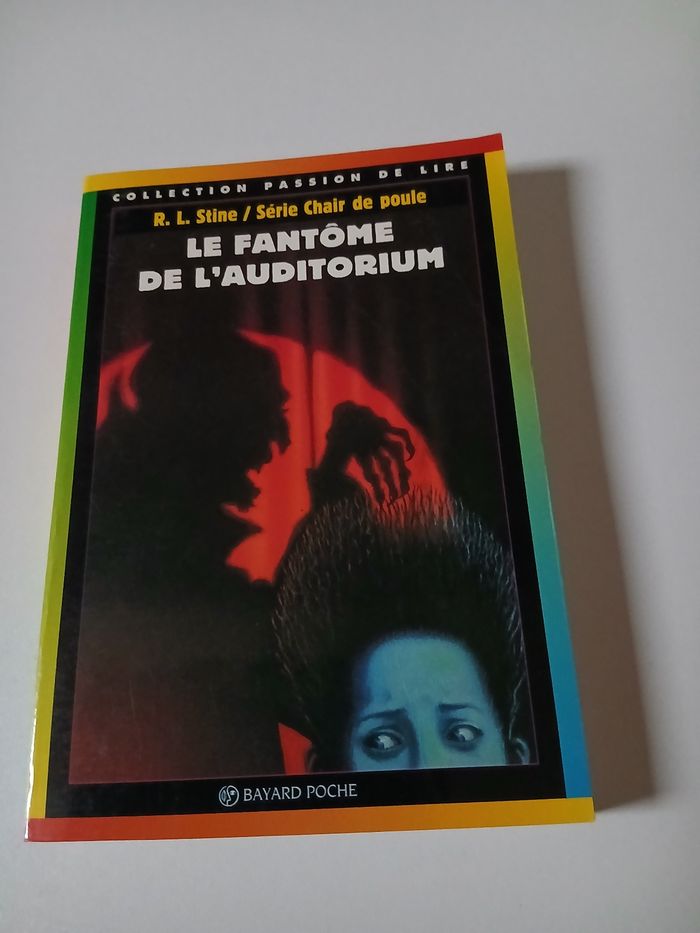 COLLECTION PASSION DE LIRE
R. L. Stine / Série Chair de poule
LE FANTÔME
DE L'AUDITORIUM
BAYARD POCHE